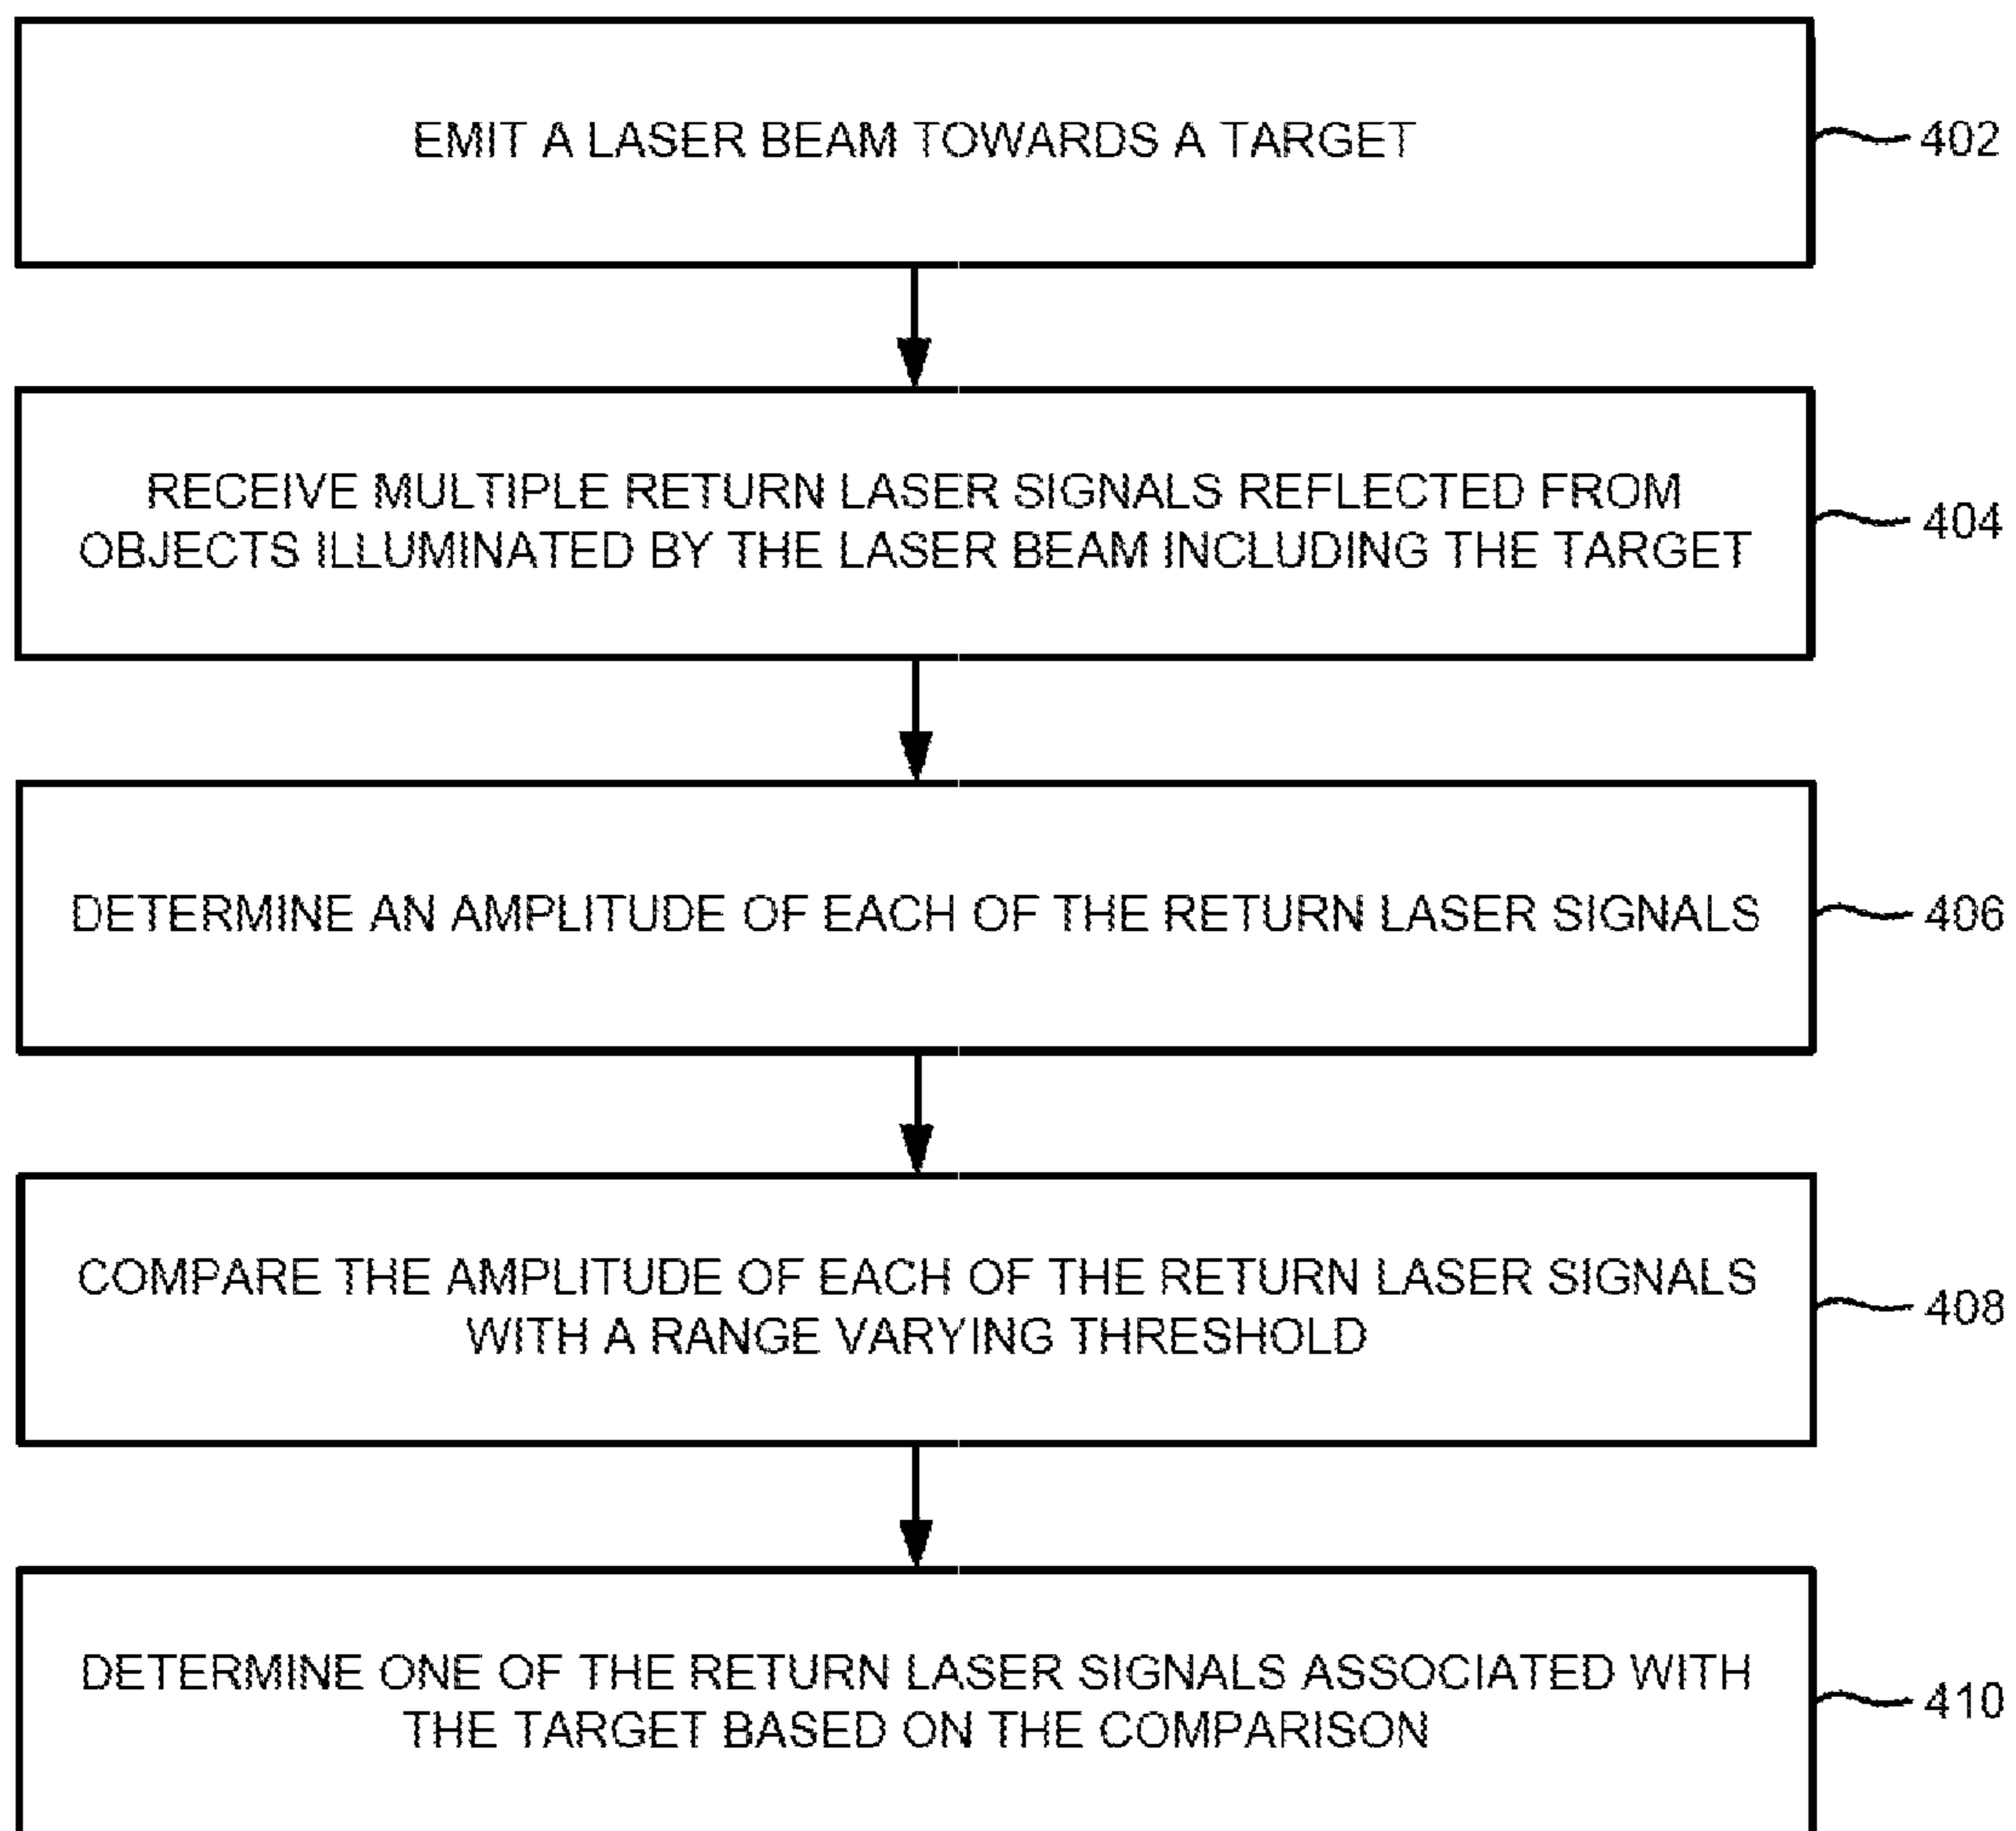 EMIT A LASER BEAM TOWARDS A TARGET
402
RECEIVE MULTIPLE RETURN LASER SIGNALS REFLECTED FROM
OBJECTS ILLUMINATED BY THE LASER BEAM INCLUDING THE TARGET
404
DETERMINE AN AMPLITUDE OF EACH OF THE RETURN LASER SIGNALS
406
COMPARE THE AMPLITUDE OF EACH OF THE RETURN LASER SIGNALS
WITH A RANGE VARYING THRESHOLD
408
DETERMINE ONE OF THE RETURN LASER SIGNALS ASSOCIATED WITH
THE TARGET BASED ON THE COMPARISON
410